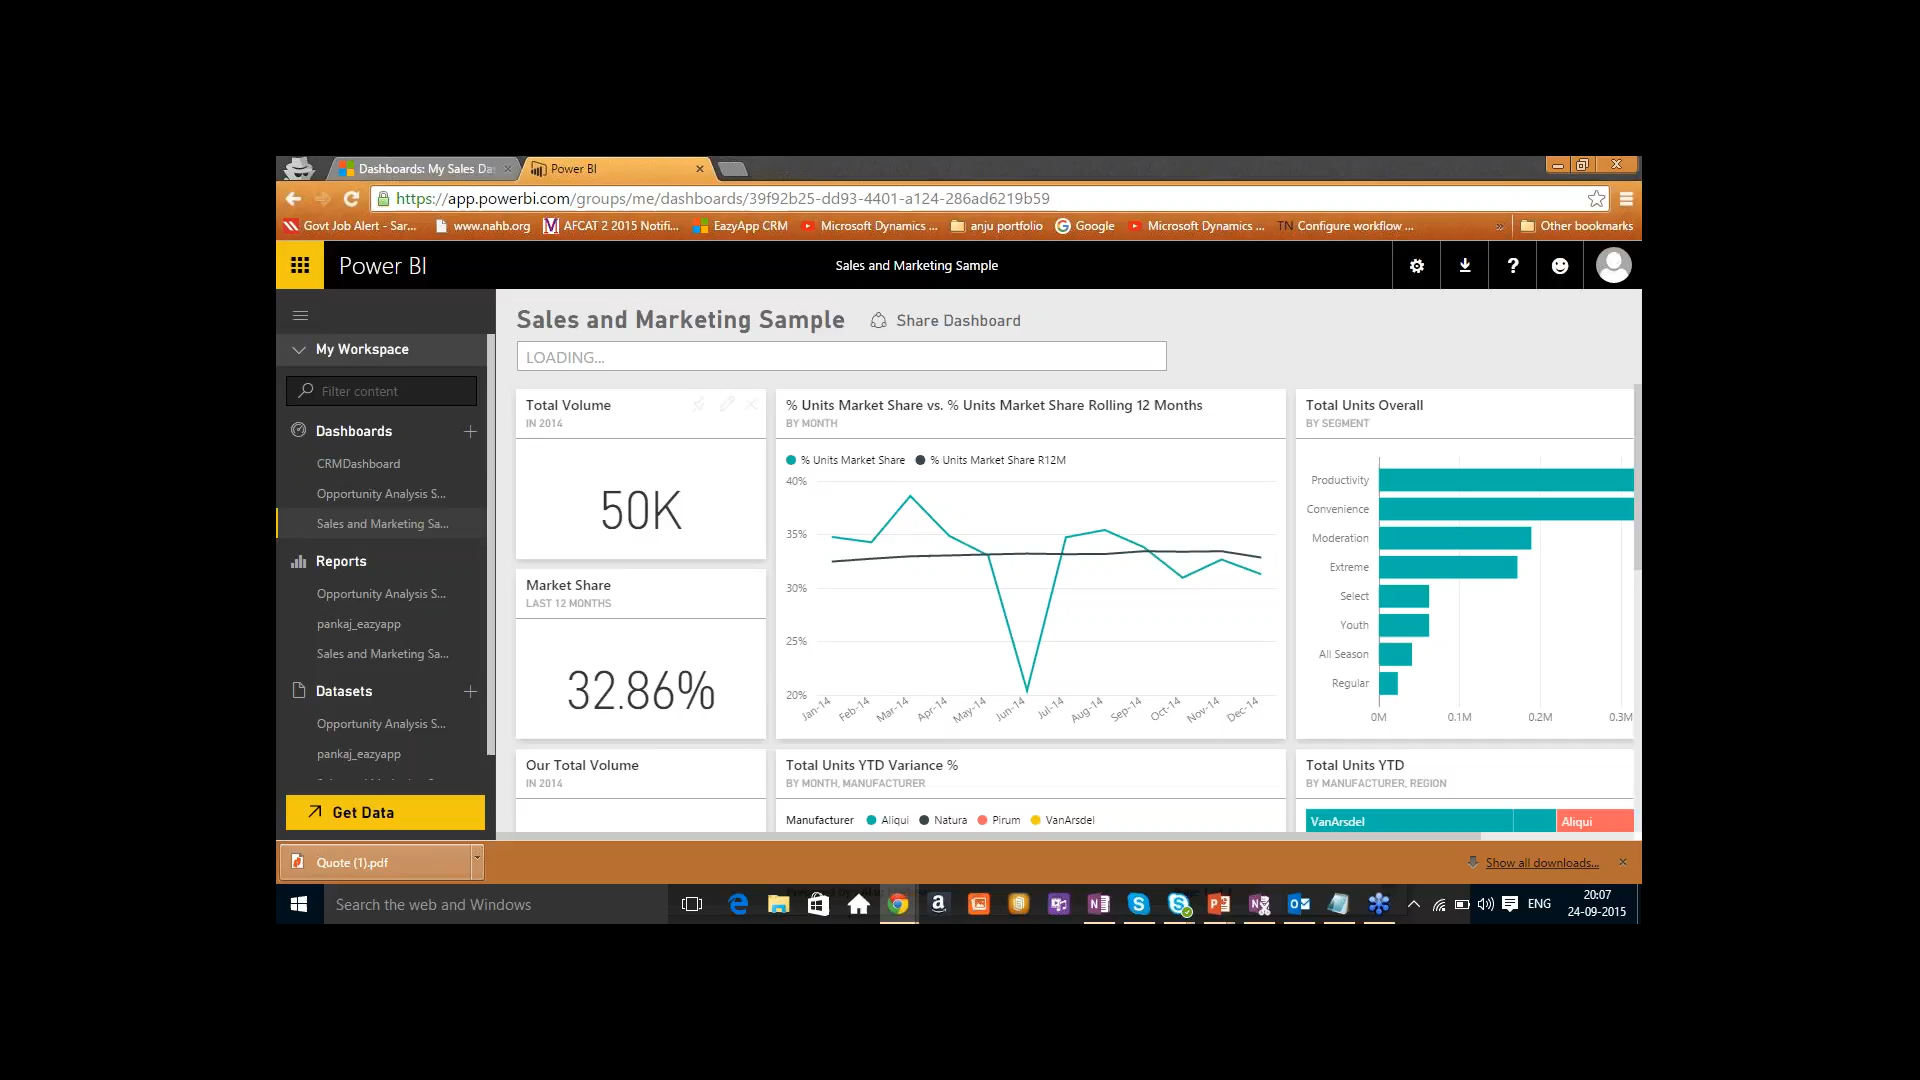 Dashboards: My Sales Da
Power BI
https://app.powerbi.com/groups/me/dashboards/39f92b25-dd93-4401-a124-286ad6219b59
Govt Job Alert - Sar...
www.nahb.org
AFCAT 2 2015 Notifi...
EazyApp CRM
Microsoft Dynamics ...
anju portfolio
Google
Microsoft Dynamics ...
TN Configure workflow ...
Other bookmarks
Power BI
Sales and Marketing Sample
My Workspace
Filter content
Dashboards
CRMDashboard
Opportunity Analysis S...
Sales and Marketing Sa...
Reports
Opportunity Analysis S...
pankaj_eazyapp
Sales and Marketing Sa...
Datasets
Opportunity Analysis S...
pankaj_eazyapp
Get Data
Sales and Marketing Sample
Share Dashboard
LOADING...
Total Volume
IN 2014
50K
Market Share
LAST 12 MONTHS
32.86%
Our Total Volume
IN 2014
% Units Market Share vs. % Units Market Share Rolling 12 Months
BY MONTH
% Units Market Share
% Units Market Share R12M
40%
35%
30%
25%
20%
Jan-14
Feb-14
Mar-14
Apr-14
May-14
Jun-14
Jul-14
Aug-14
Sep-14
Oct-14
Nov-14
Dec-14
Total Units YTD Variance %
BY MONTH, MANUFACTURER
Manufacturer
Aliqui
Natura
Pirum
VanArsdel
Total Units Overall
BY SEGMENT
Productivity
Convenience
Moderation
Extreme
Select
Youth
All Season
Regular
0M
0.1M
0.2M
0.3M
Total Units YTD
BY MANUFACTURER, REGION
VanArsdel
Aliqui
Quote (1).pdf
Show all downloads...
Search the web and Windows
ENG
20:07
24-09-2015